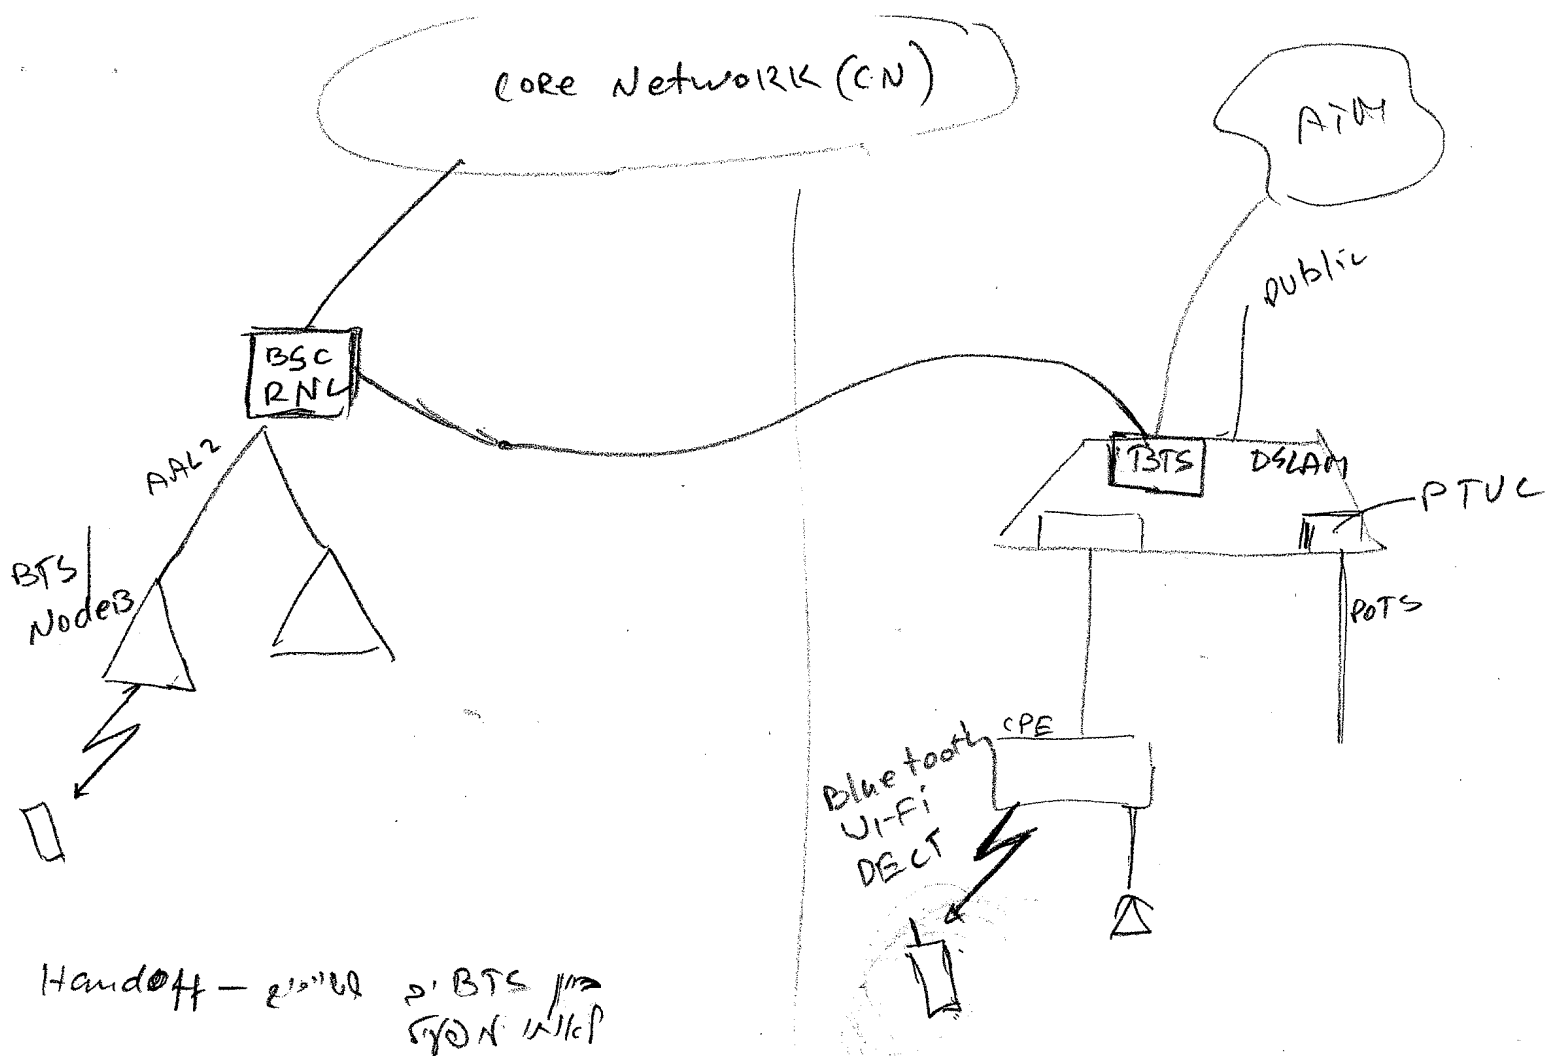 CORE NETWORK (CN)
ATM
Public
BSC
RNC
AAL2
BTS
DSLAM
PTUC
BTS/
NodeB
POTS
CPE
Bluetooth
Wi-Fi
DECT
Handoff –
BTS